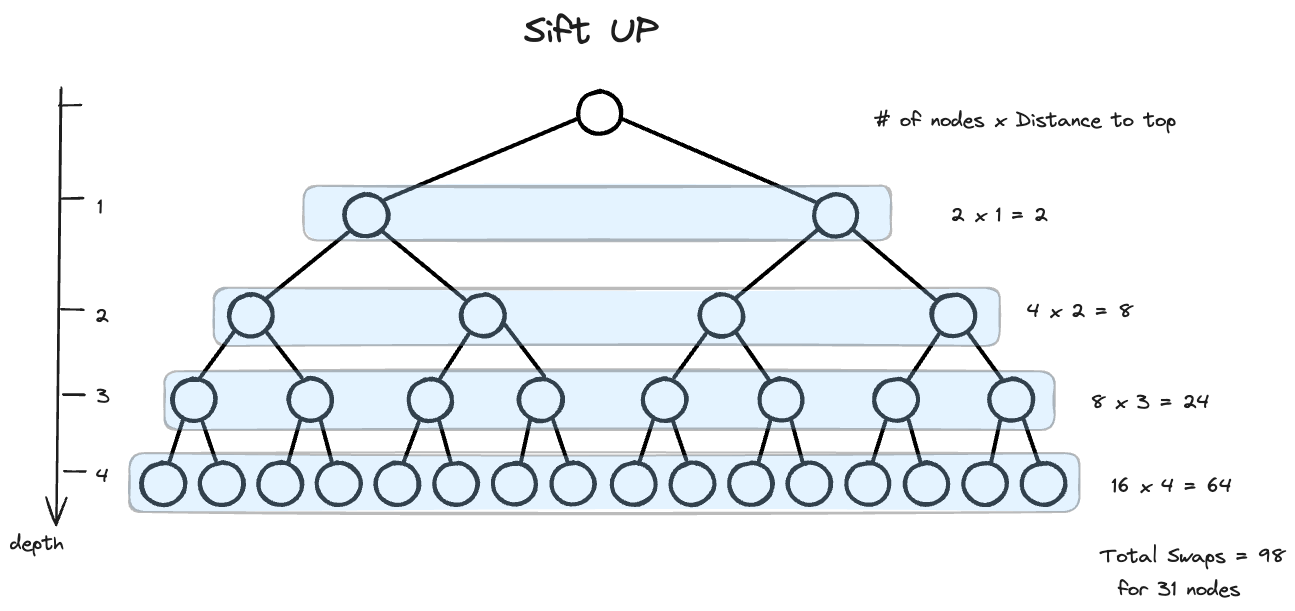 Sift UP
# of nodes x Distance to top
1
2 x 1 = 2
2
4 x 2 = 8
3
8 x 3 = 24
4
16 x 4 = 64
depth
Total Swaps = 98
for 31 nodes